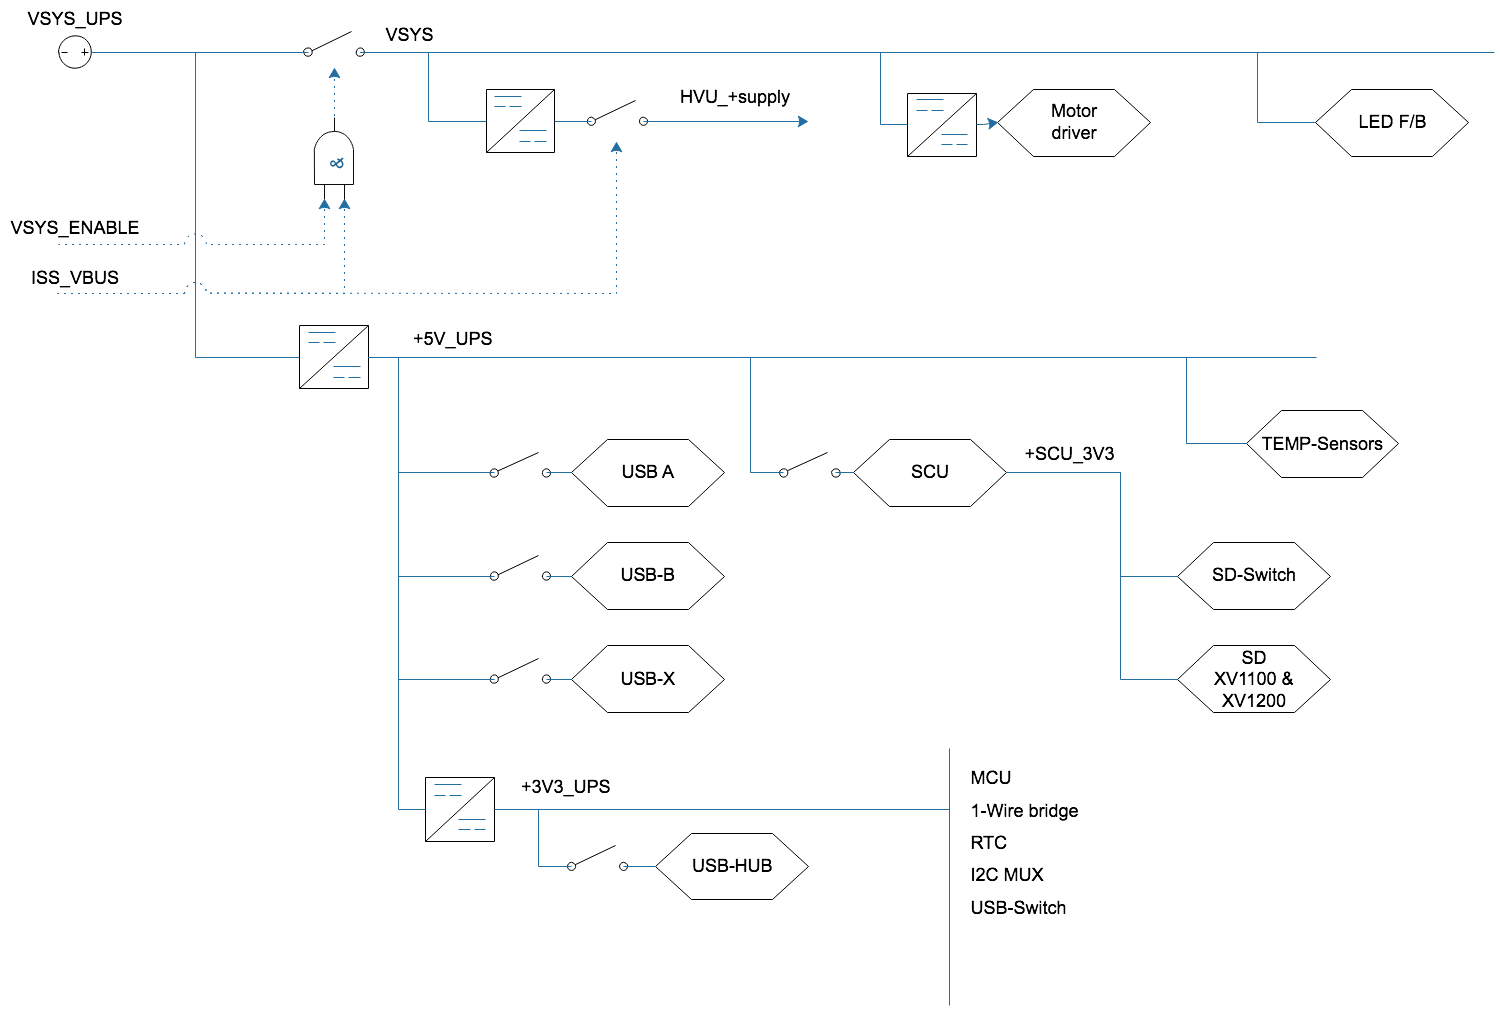 VSYS_UPS
VSYS
HVU_+supply
Motor
driver
LED F/B
&
VSYS_ENABLE
ISS_VBUS
+5V_UPS
TEMP-Sensors
USB A
SCU
+SCU_3V3
USB-B
SD-Switch
USB-X
SD
XV1100 &
XV1200
+3V3_UPS
MCU
1-Wire bridge
RTC
I2C MUX
USB-Switch
USB-HUB